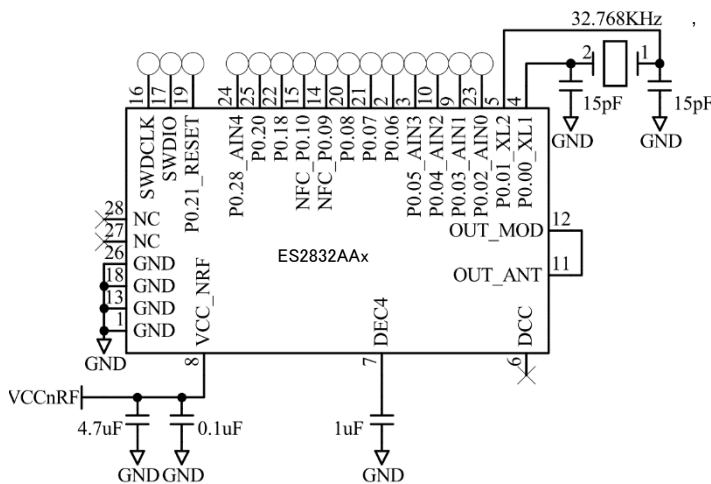 32.768KHz ,
2 1
15pF 15pF
GND GND
16 17 19 24 25 22 15 14 20 21 2 3 10 9 23 5 4
SWDCLK
SWDIO
P0.21_RESET
P0.28_AIN4
P0.20
P0.18
NFC_P0.10
NFC_P0.09
P0.08
P0.07
P0.06
P0.05_AIN3
P0.04_AIN2
P0.03_AIN1
P0.02_AIN0
P0.01_XL2
P0.00_XL1
28 NC
27 NC
26 GND
18 GND
13 GND
1 GND
GND
ES2832AAx
OUT_MOD 12
OUT_ANT 11
VCC_NRF
DEC4
DCC
8 7 6
VCCnRF
4.7uF 0.1uF 1uF
GND GND GND